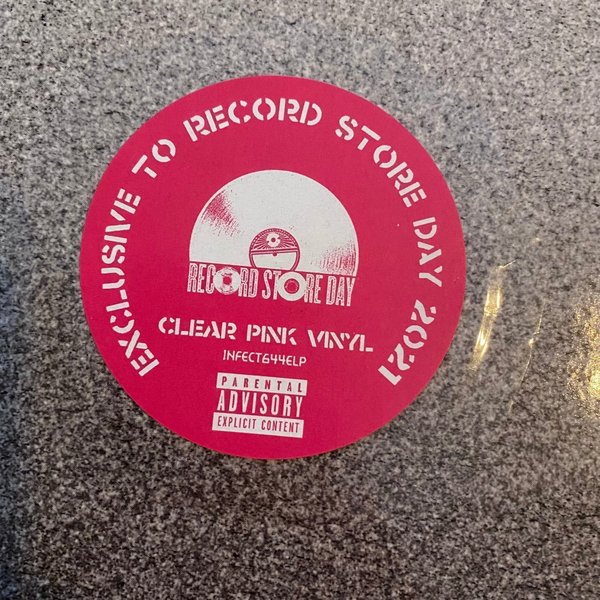 EXCLUSIVE TO RECORD STORE DAY 2021
RECORD STORE DAY
CLEAR PINK VINYL
INFECT644ELP
PARENTAL
ADVISORY
EXPLICIT CONTENT